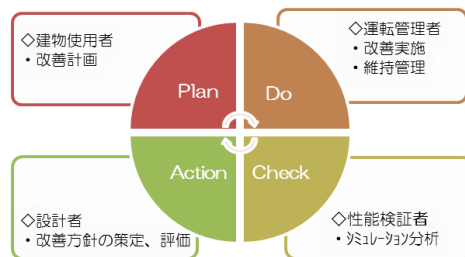 ◇建物使用者
・改善計画
◇運転管理者
・改善実施
・維持管理
Plan
Do
Action
Check
◇設計者
・改善方針の策定、評価
◇性能検証者
・ｼﾐｭﾚｰｼｮﾝ分析